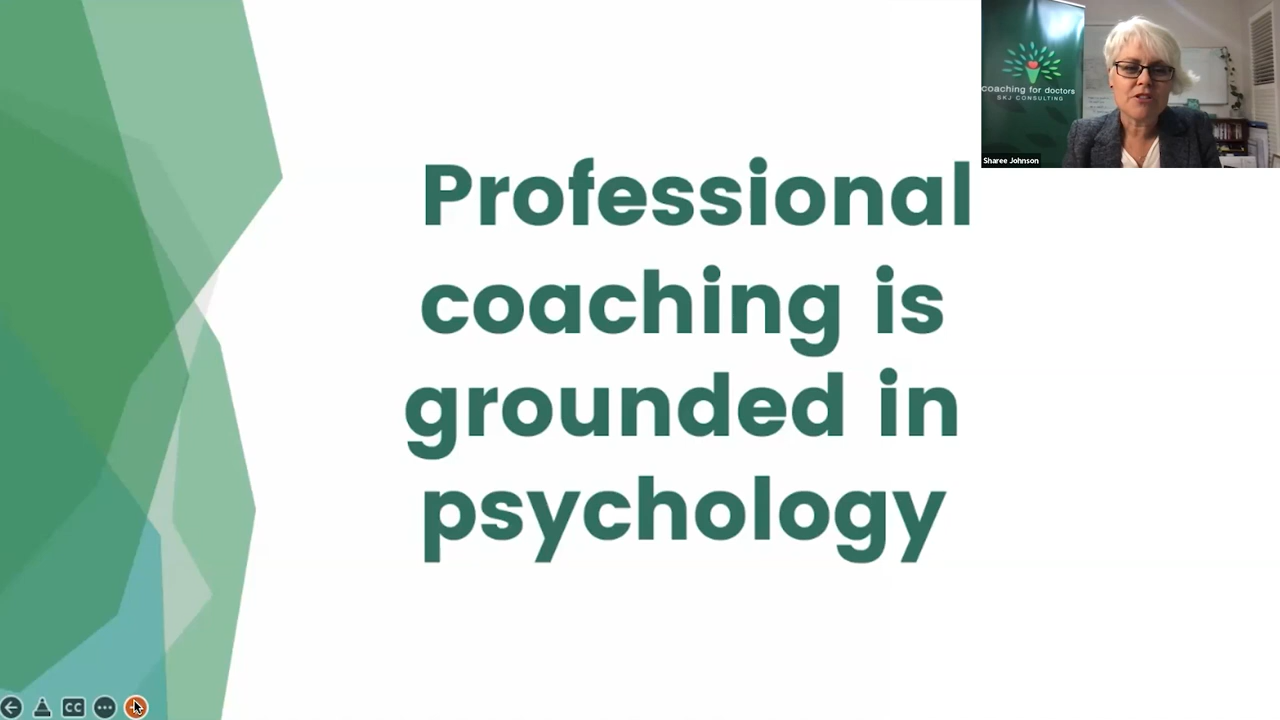 coaching for doctors
SKJ CONSULTING
Sharee Johnson
Professional
coaching is
grounded in
psychology
CC